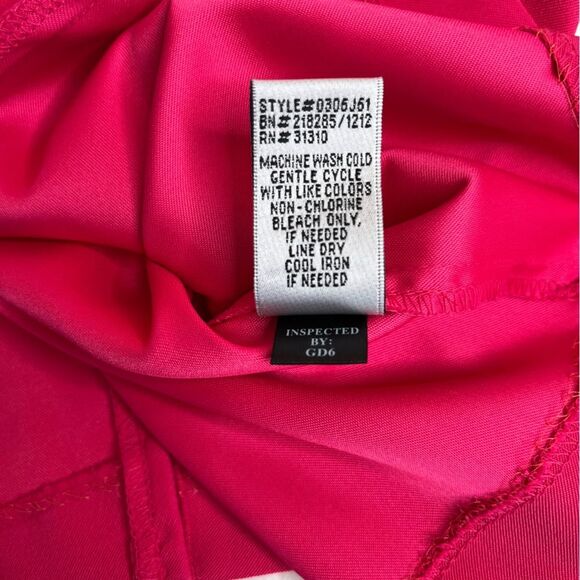 STYLE#0306J61
BN#218285/1212
RN#31310
MACHINE WASH COLD
GENTLE CYCLE
WITH LIKE COLORS
NON-CHLORINE
BLEACH ONLY,
IF NEEDED
LINE DRY
COOL IRON
IF NEEDED
INSPECTED
BY:
GD6